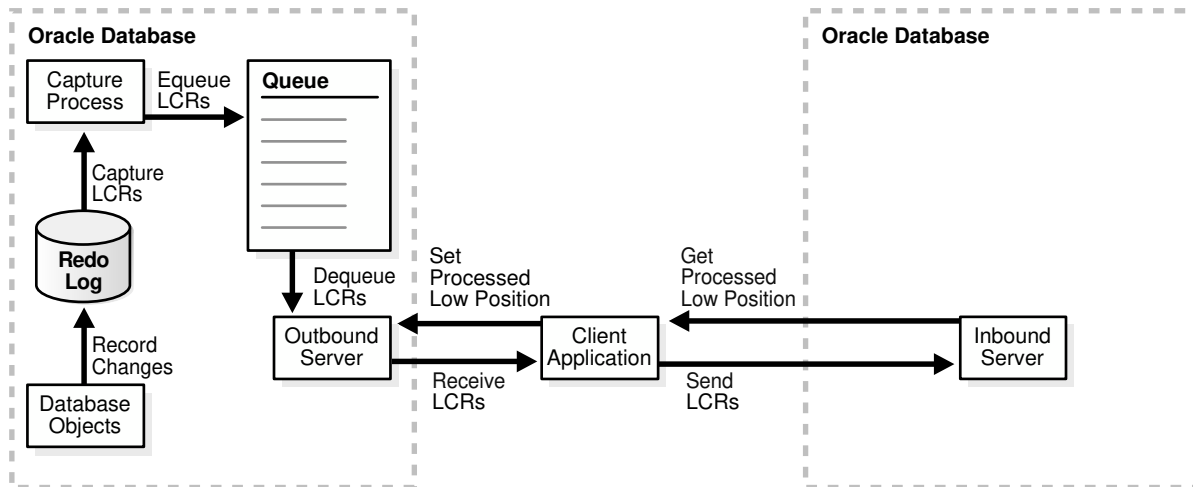 Oracle Database
Oracle Database
Capture
Process
Equeue
LCRs
Queue
Capture
LCRs
Redo
Log
Dequeue
LCRs
Set
Processed
Low Position
Get
Processed
Low Position
Record
Changes
Outbound
Server
Client
Application
Inbound
Server
Receive
LCRs
Send
LCRs
Database
Objects